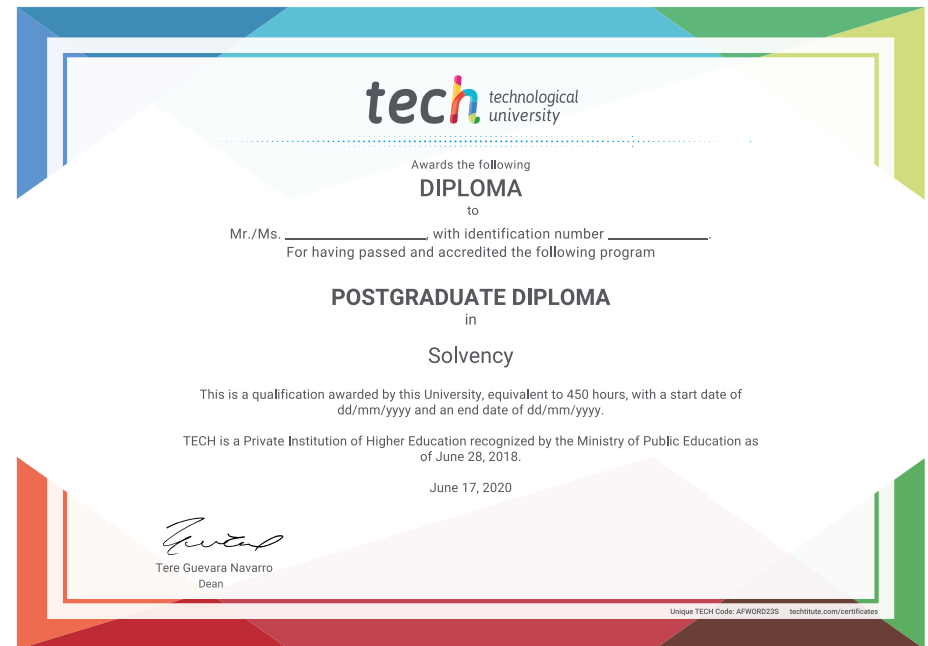 tech technological
university
Awards the following
DIPLOMA
to
Mr./Ms. ____________________, with identification number ______________.
For having passed and accredited the following program
POSTGRADUATE DIPLOMA
in
Solvency
This is a qualification awarded by this University, equivalent to 450 hours, with a start date of
dd/mm/yyyy and an end date of dd/mm/yyyy.
TECH is a Private Institution of Higher Education recognized by the Ministry of Public Education as
of June 28, 2018.
June 17, 2020
Tere Guevara Navarro
Dean
Unique TECH Code: AFWORD23S techtitute.com/certificates